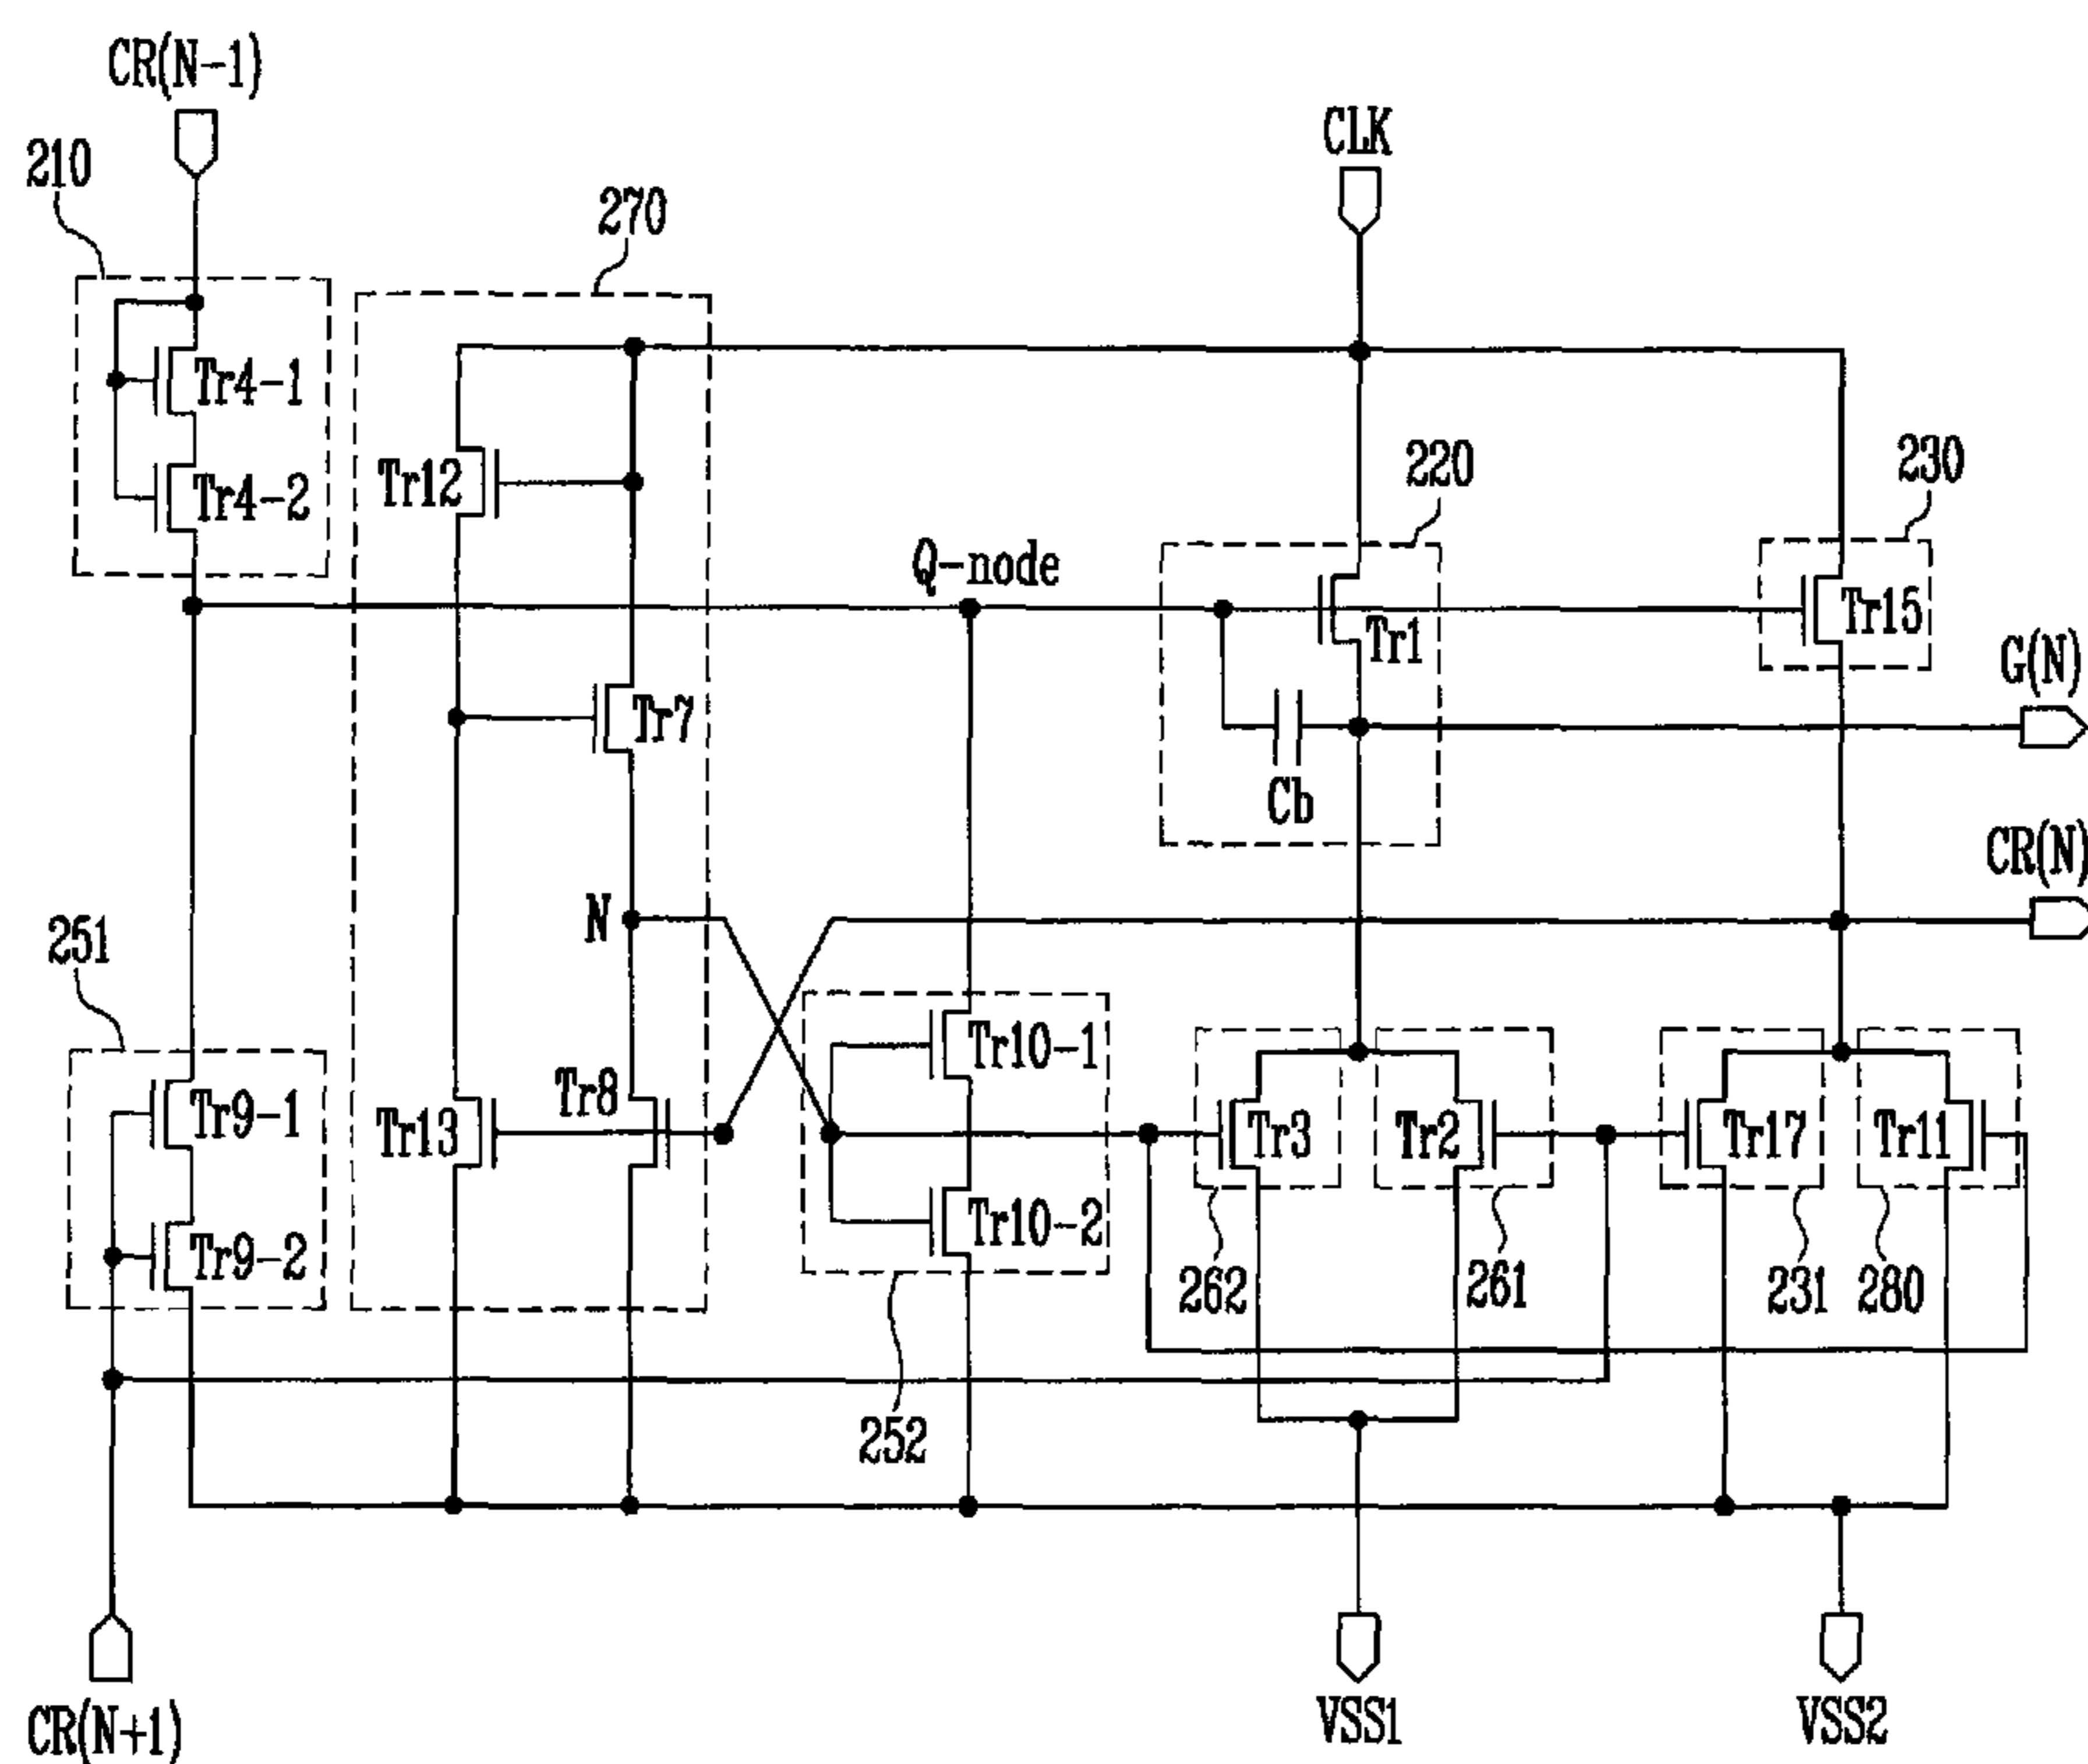 CR(N-1)
CLK
210
270
Tr4-1
220
230
Tr12
Tr4-2
Q-node
Tr15
Tr1
G(N)
Tr7
Cb
CR(N)
N
251
Tr10-1
Tr9-1
Tr8
Tr13
Tr3
Tr2
Tr17
Tr11
Tr10-2
Tr9-2
262
261
231
280
252
CR(N+1)
VSS1
VSS2